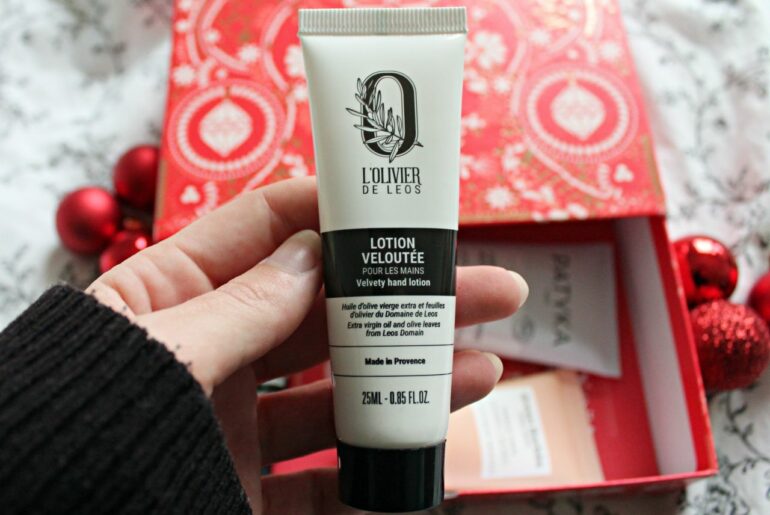 L'OLIVIER
DE LEOS
LOTION
VELOUTÉE
POUR LES MAINS
Velvety hand lotion
Huile d'olive vierge extra et feuilles
d'olivier du Domaine de Leos
Extra virgin oil and olive leaves
from Leos Domain
Made in Provence
25ML - 0.85 FL.OZ.
PATYKA